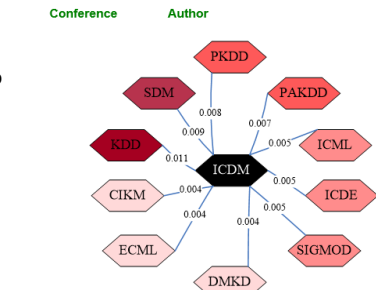 Conference Author
PKDD
SDM
PAKDD
0.008
0.007
0.009
KDD
0.005
ICML
0.011
ICDM
CIKM
0.004
0.005
ICDE
0.004
0.005
0.004
ECML
SIGMOD
DMKD